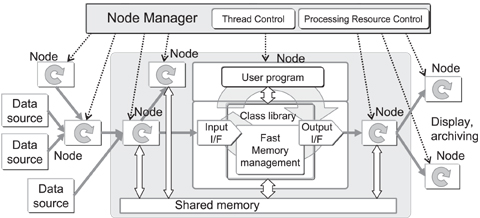 Node Manager
Thread Control
Processing Resource Control
Node
Node
Node
Node
User program
Data
source
Node
Node
Class library
Display,
archiving
Input
I/F
Fast
Memory
management
Output
I/F
Data
source
Node
Node
Data
source
Shared memory